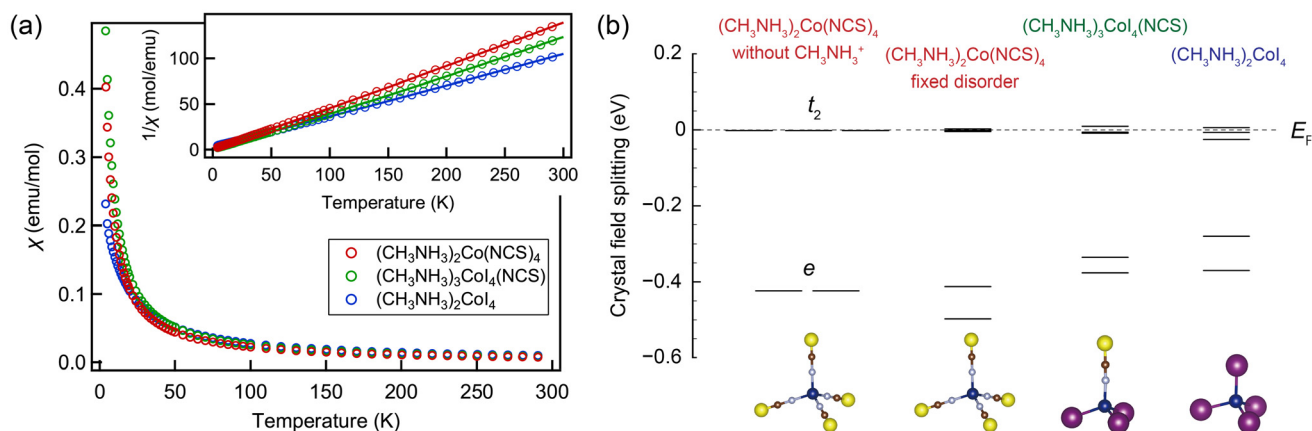 (a)
χ (emu/mol)
0.4
0.3
0.2
0.1
0.0
0
50
100
150
200
250
300
Temperature (K)
1/χ (mol/emu)
100
50
0
0
50
100
150
200
250
300
Temperature (K)
(CH3NH3)2Co(NCS)4
(CH3NH3)3CoI4(NCS)
(CH3NH3)2CoI4
(b)
Crystal field splitting (eV)
0.2
0
−0.2
−0.4
−0.6
(CH3NH3)2Co(NCS)4
without CH3NH3+
(CH3NH3)2Co(NCS)4
fixed disorder
(CH3NH3)3CoI4(NCS)
(CH3NH3)2CoI4
t2
e
EF